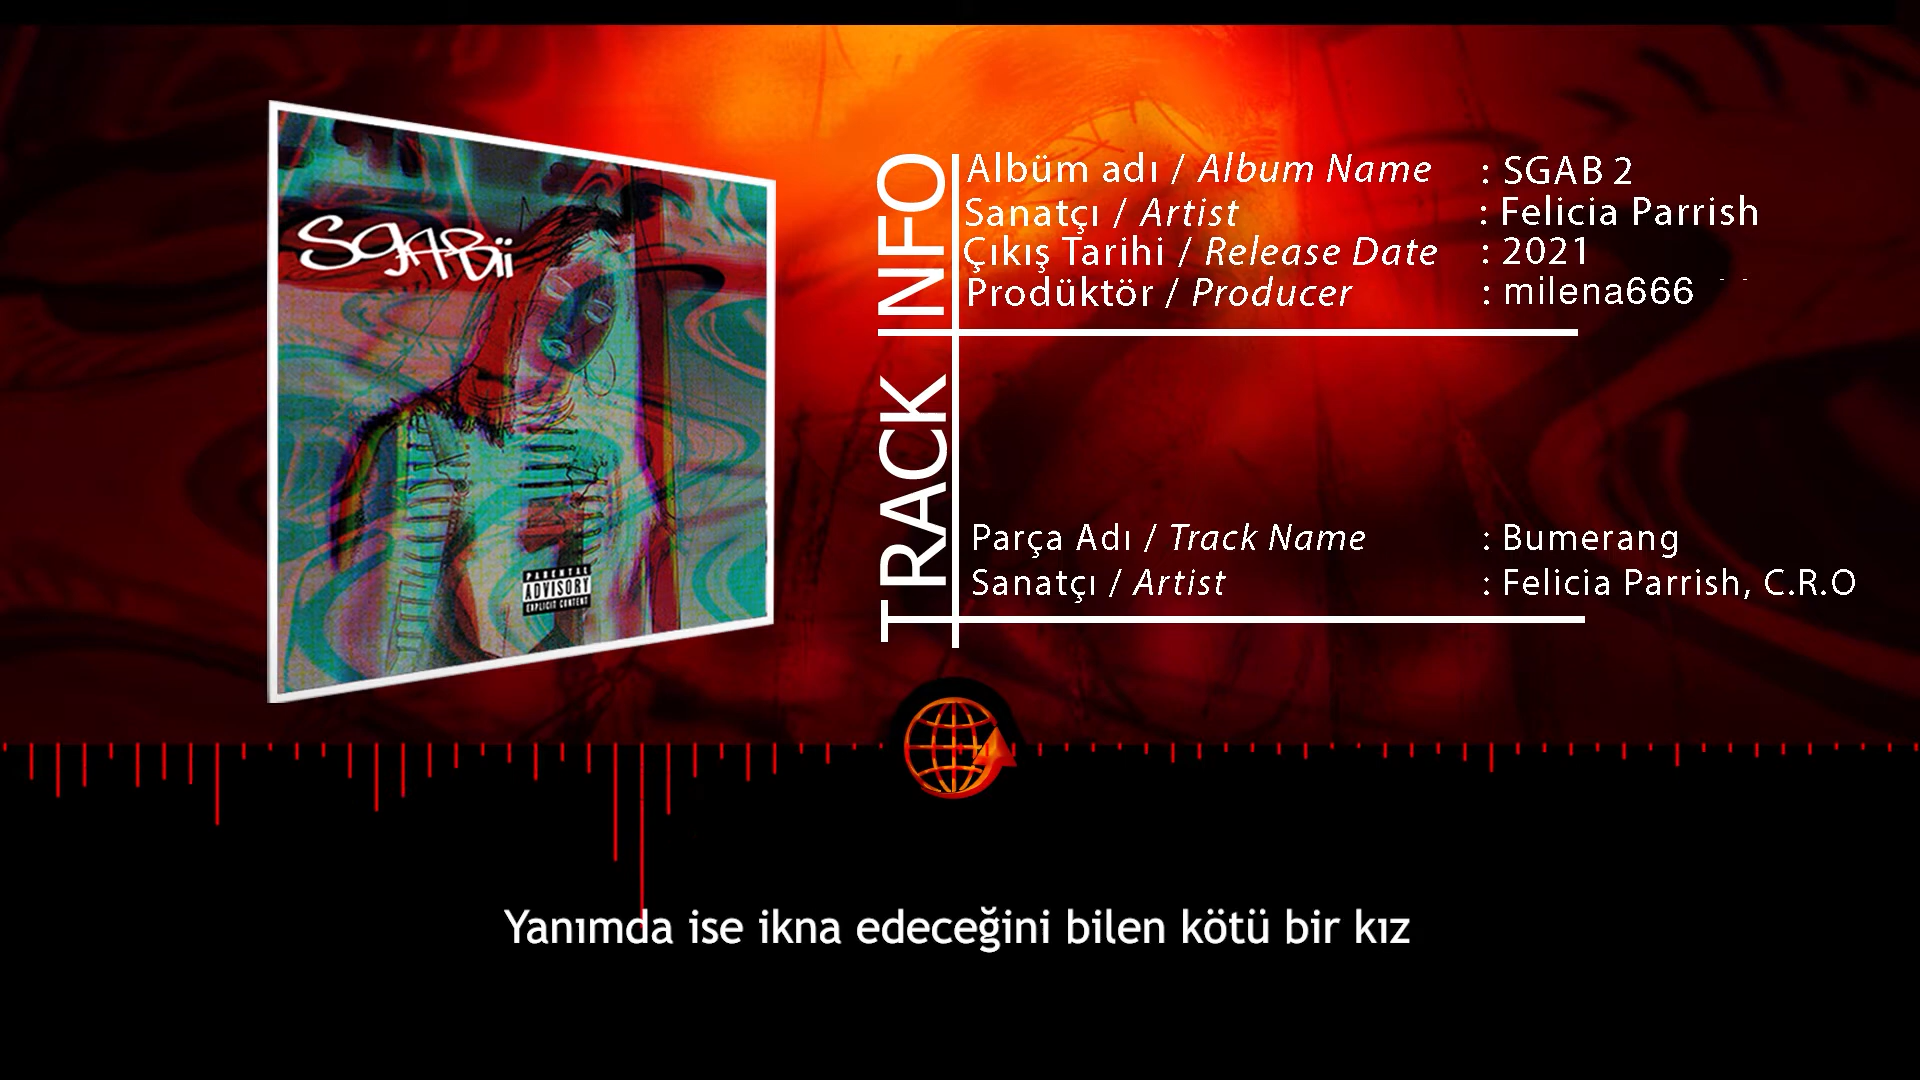 SGABii
PARENTAL
ADVISORY
EXPLICIT CONTENT
TRACK INFO
Albüm adı / Album Name : SGAB 2
Sanatçı / Artist : Felicia Parrish
Çıkış Tarihi / Release Date : 2021
Prodüktör / Producer : milena666
Parça Adı / Track Name : Bumerang
Sanatçı / Artist : Felicia Parrish, C.R.O
Yanımda ise ikna edeceğini bilen kötü bir kız